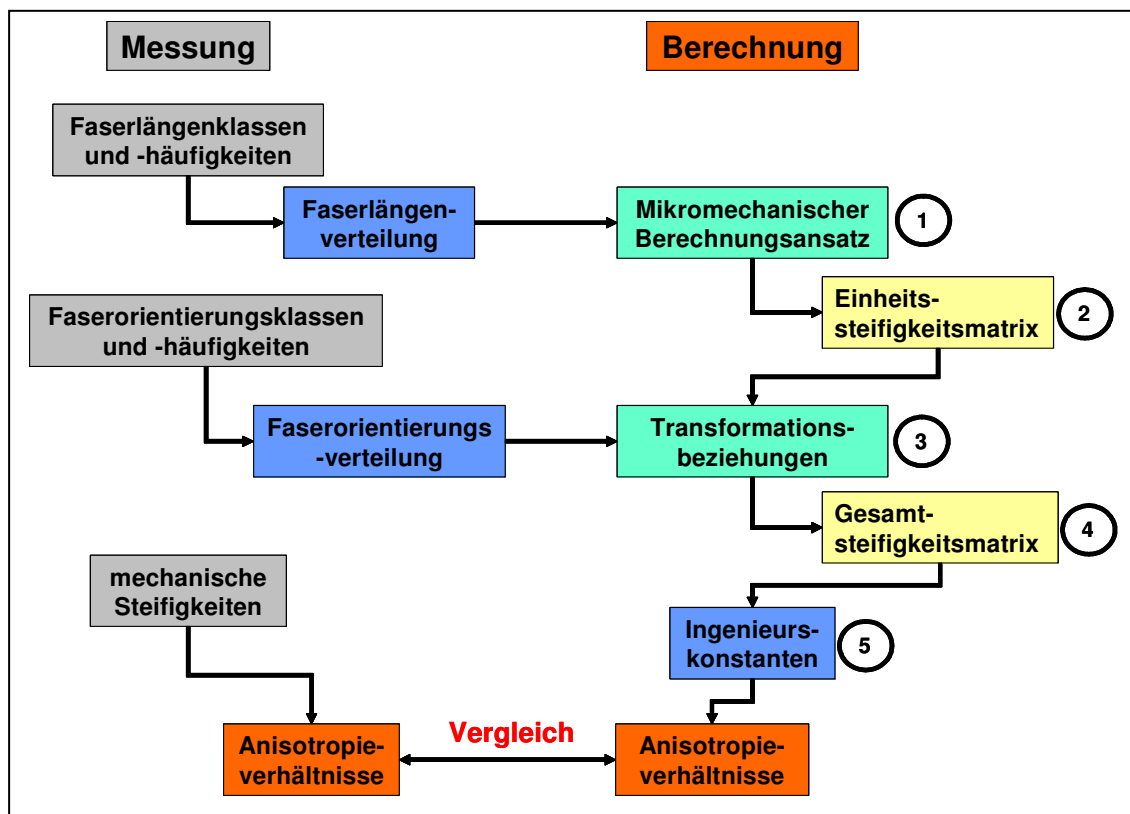 Messung
Berechnung
Faserlängenklassen
und -häufigkeiten
Faserlängen-
verteilung
Mikromechanischer
Berechnungsansatz
1
Einheits-
steifigkeitsmatrix
2
Faserorientierungsklassen
und -häufigkeiten
Faserorientierungs
-verteilung
Transformations-
beziehungen
3
Gesamt-
steifigkeitsmatrix
4
mechanische
Steifigkeiten
Ingenieurs-
konstanten
5
Anisotropie-
verhältnisse
Vergleich
Anisotropie-
verhältnisse